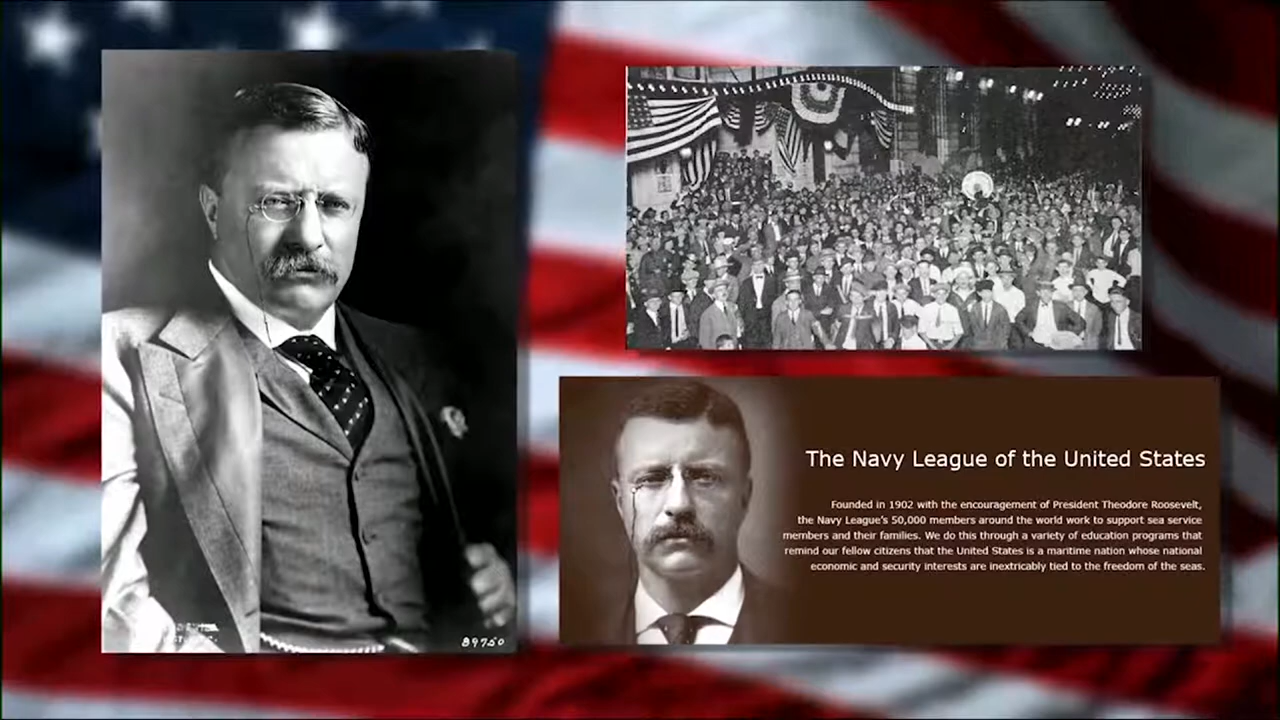 89750
The Navy League of the United States
Founded in 1902 with the encouragement of President Theodore Roosevelt,
the Navy League's 50,000 members around the world work to support sea service
members and their families. We do this through a variety of education programs that
remind our fellow citizens that the United States is a maritime nation whose national
economic and security interests are inextricably tied to the freedom of the seas.